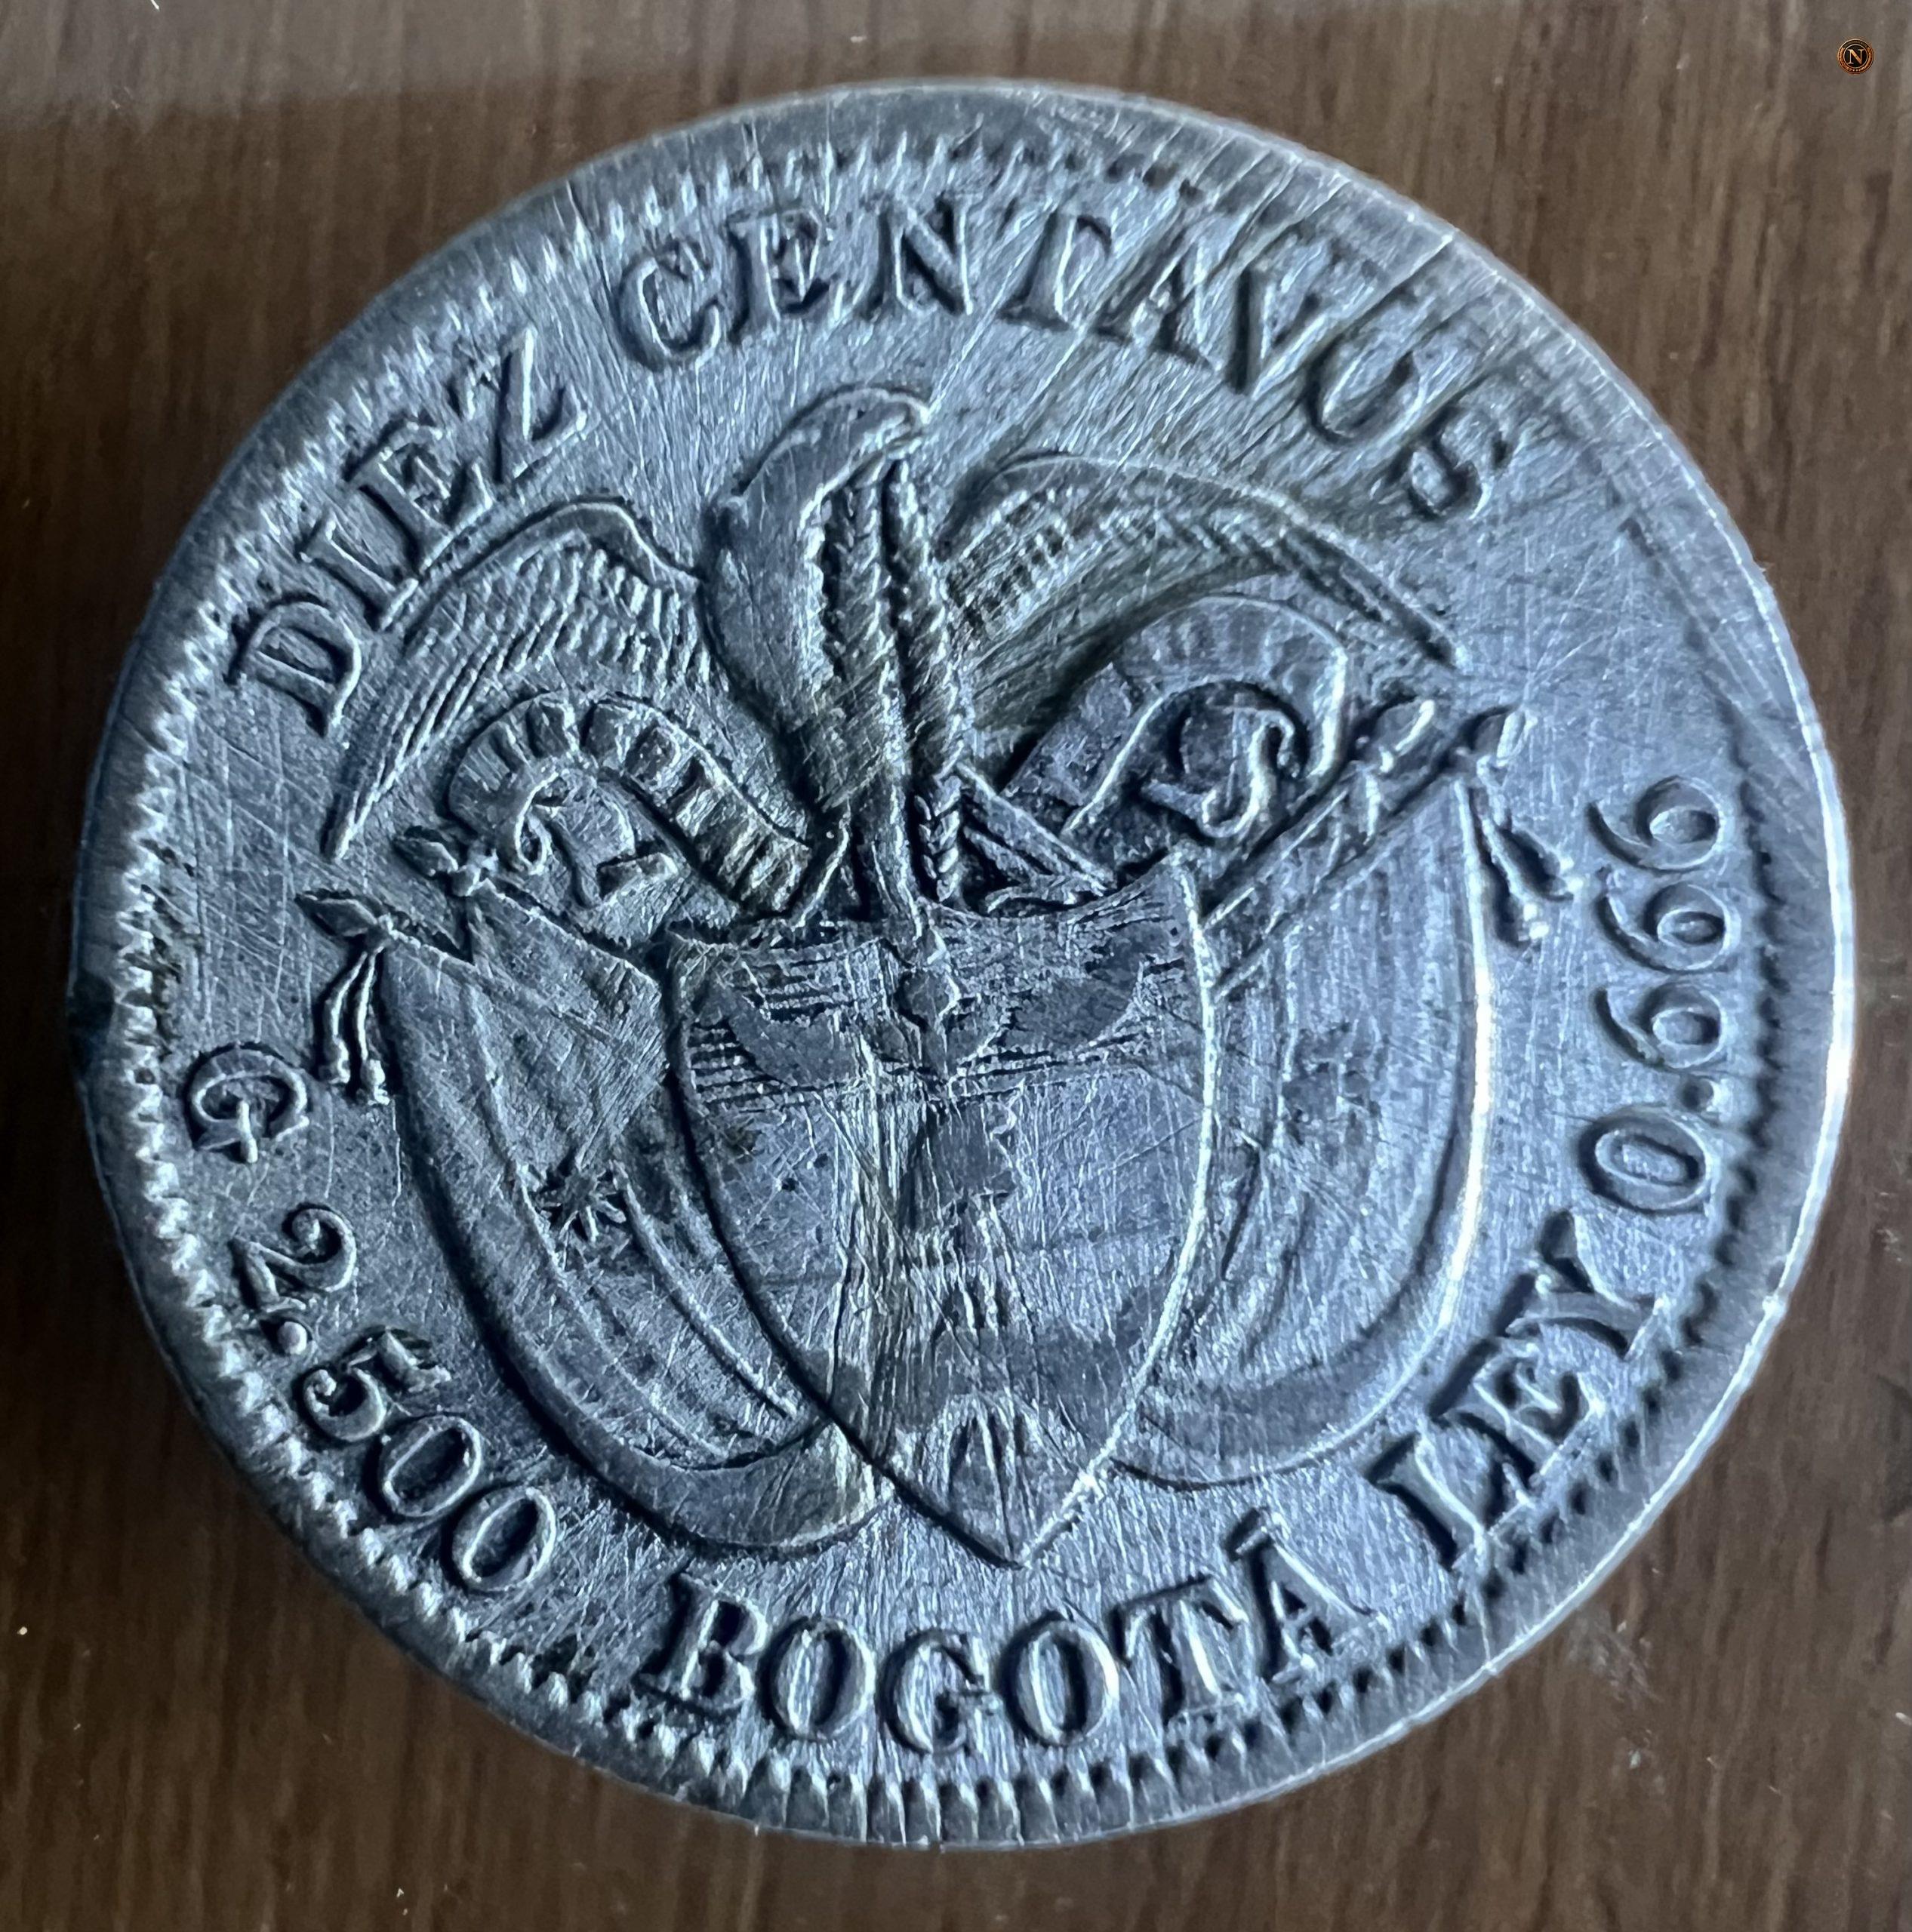 DIEZ CENTAVOS
G. 2.500 BOGOTÁ LEY 0.666
N